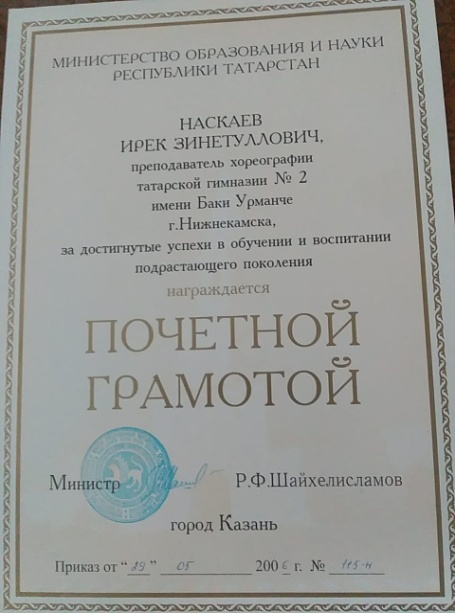 МИНИСТЕРСТВО ОБРАЗОВАНИЯ И НАУКИ
РЕСПУБЛИКИ ТАТАРСТАН
НАСКАЕВ
ИРЕК ЗИНЕТУЛЛОВИЧ,
преподаватель хореографии
татарской гимназии № 2
имени Баки Урманче
г.Нижнекамска,
за достигнутые успехи в обучении и воспитании
подрастающего поколения
награждается
ПОЧЕТНОЙ
ГРАМОТОЙ
Министр Р.Ф.Шайхелисламов
город Казань
Приказ от “29” 05 2006 г. № 115-н